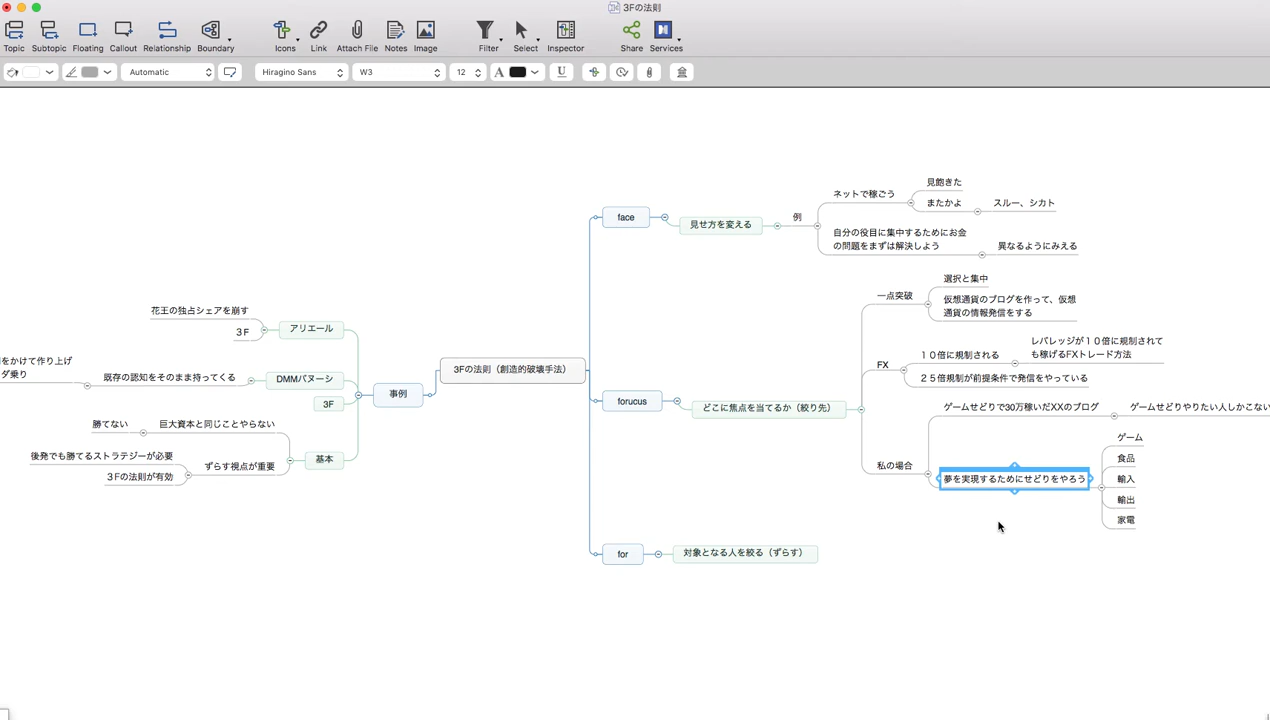 3Fの法則
Topic
Subtopic
Floating
Callout
Relationship
Boundary
Icons
Link
Attach File
Notes
Image
Filter
Select
Inspector
Share
Services
Automatic
Hiragino Sans
W3
12
A
U
花王の独占シェアを崩す
3F
アリエール
をかけて作り上げ
ダ乗り
既存の認知をそのまま持ってくる
DMMバヌーシ
3F
勝てない
巨大資本と同じことやらない
後発でも勝てるストラテジーが必要
3Fの法則が有効
ずらす視点が重要
基本
事例
3Fの法則（創造的破壊手法）
face
見せ方を変える
例
ネットで稼ごう
見飽きた
またかよ
スルー、シカト
自分の役目に集中するためにお金
の問題をまずは解決しよう
異なるようにみえる
forucus
どこに焦点を当てるか（絞り先）
一点突破
選択と集中
仮想通貨のブログを作って、仮想
通貨の情報発信をする
FX
１０倍に規制される
レバレッジが１０倍に規制されて
も稼げるFXトレード方法
２５倍規制が前提条件で発信をやっている
私の場合
ゲームせどりで30万稼いだXXのブログ
ゲームせどりやりたい人しかこない
夢を実現するためにせどりをやろう
ゲーム
食品
輸入
輸出
家電
for
対象となる人を絞る（ずらす）